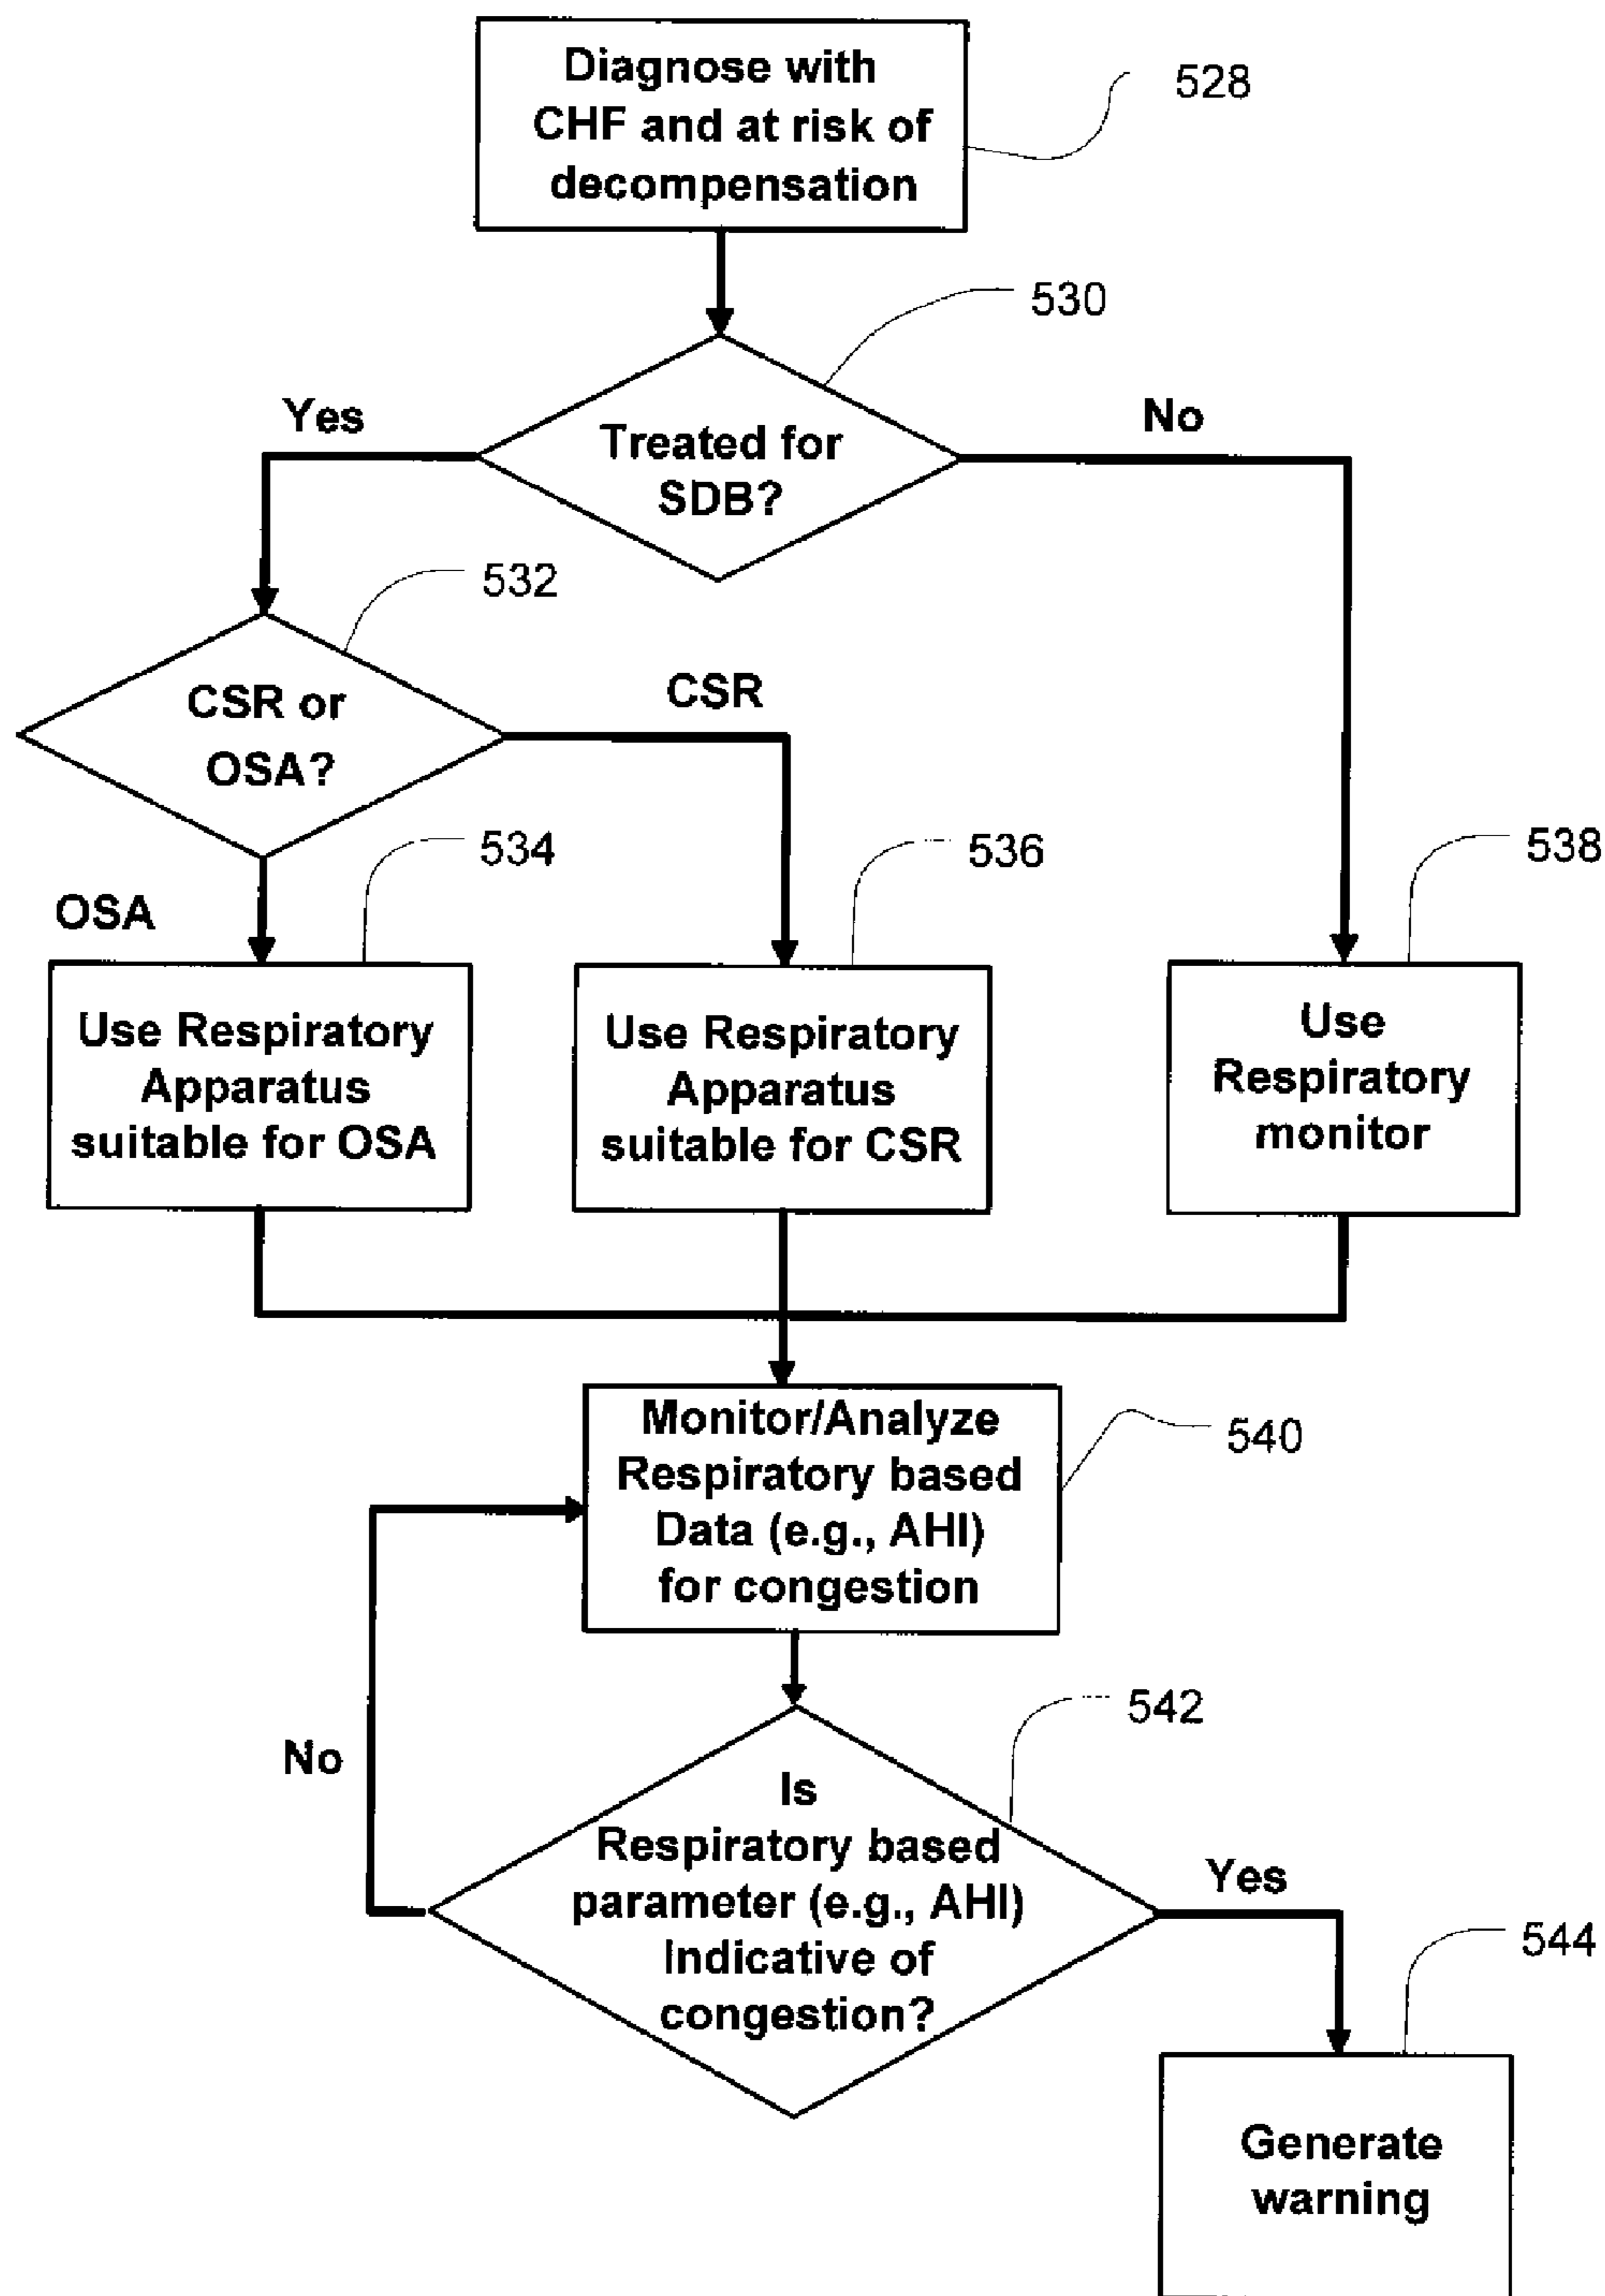 Diagnose with
CHF and at risk of
decompensation
528
530
Yes
No
Treated for
SDB?
532
CSR or
OSA?
CSR
534
536
538
OSA
Use Respiratory
Apparatus
suitable for OSA
Use Respiratory
Apparatus
suitable for CSR
Use
Respiratory
monitor
Monitor/Analyze
Respiratory based
Data (e.g., AHI)
for congestion
540
542
No
Is
Respiratory based
parameter (e.g., AHI)
Indicative of
congestion?
Yes
544
Generate
warning